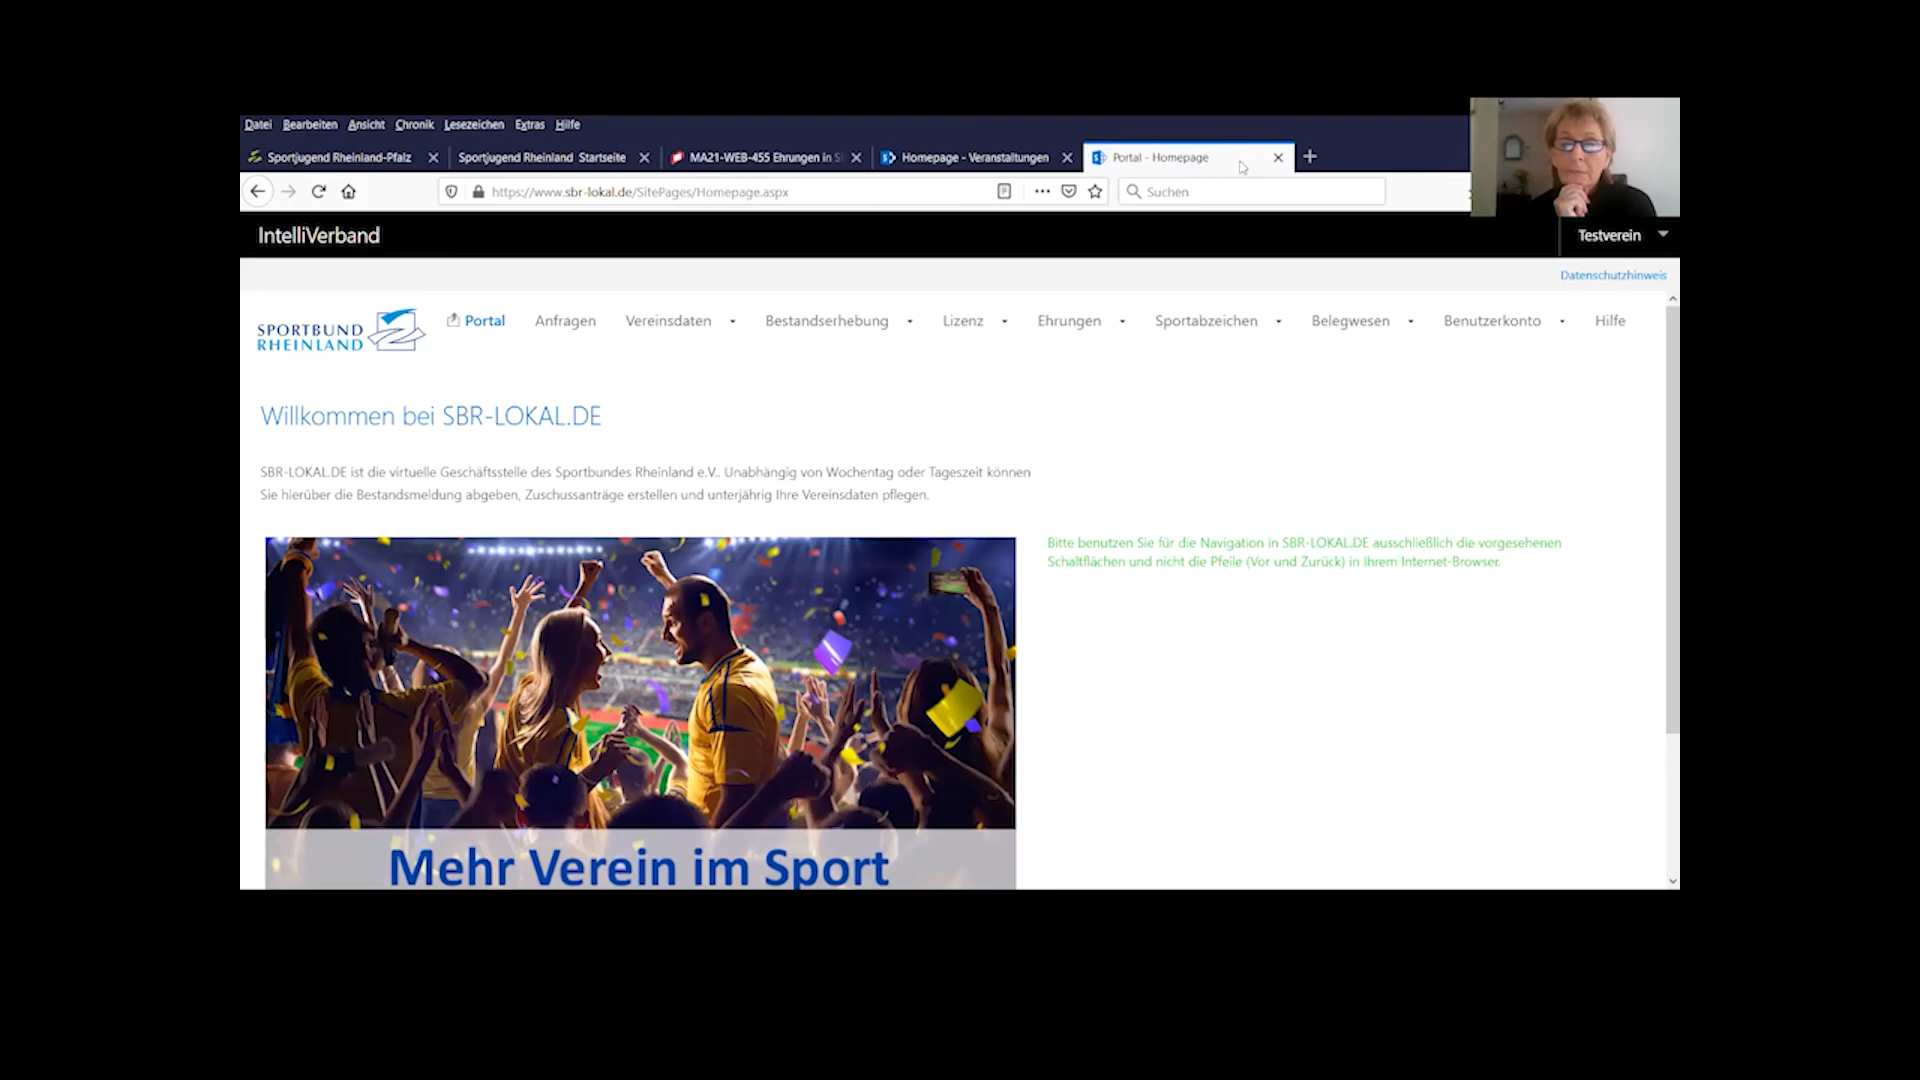 Datei Bearbeiten Ansicht Chronik Lesezeichen Extras Hilfe
Sportjugend Rheinland-Pfalz Sportjugend Rheinland Startseite MA21-WEB-455 Ehrungen in Homepage - Veranstaltungen Portal - Homepage
https://www.sbr-lokal.de/SitePages/Homepage.aspx Suchen
IntelliVerband Testverein
Datenschutzhinweis
SPORTBUND
RHEINLAND
Portal Anfragen Vereinsdaten Bestandserhebung Lizenz Ehrungen Sportabzeichen Belegwesen Benutzerkonto Hilfe
Willkommen bei SBR-LOKAL.DE
SBR-LOKAL.DE ist die virtuelle Geschäftsstelle des Sportbundes Rheinland e.V.. Unabhängig von Wochentag oder Tageszeit können
Sie hierüber die Bestandsmeldung abgeben, Zuschussanträge erstellen und unterjährig Ihre Vereinsdaten pflegen.
Bitte benutzen Sie für die Navigation in SBR-LOKAL.DE ausschließlich die vorgesehenen
Schaltflächen und nicht die Pfeile (Vor und Zurück) in Ihrem Internet-Browser.
Mehr Verein im Sport